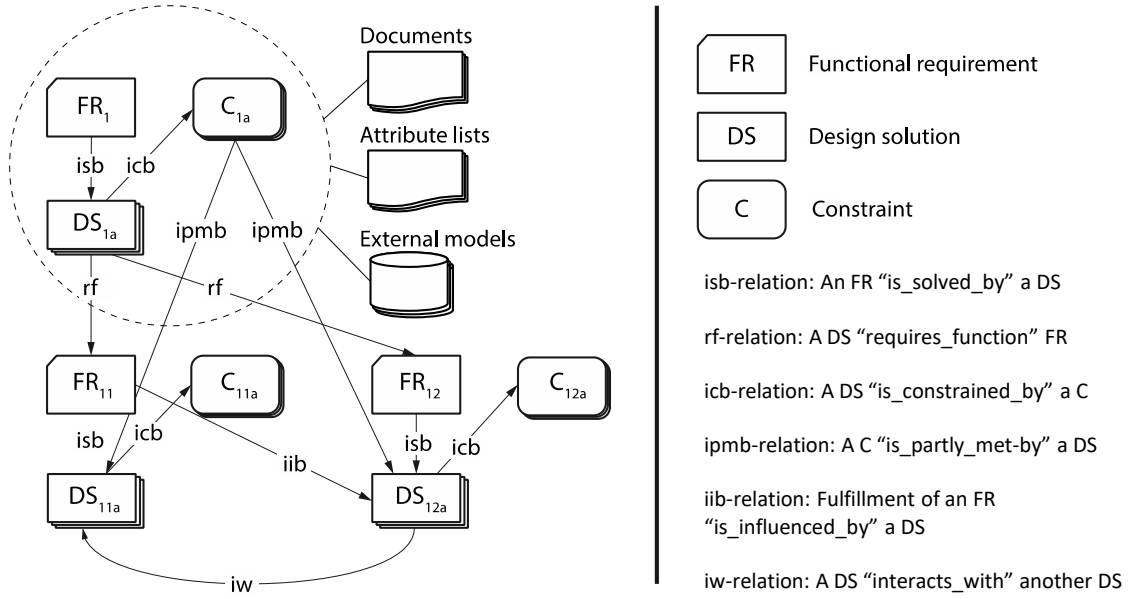 Documents
FR1
C1a
isb
icb
Attribute lists
DS1a
ipmb
ipmb
External models
rf
rf
FR11
C11a
FR12
C12a
isb
icb
isb
icb
iib
DS11a
DS12a
iw
FR
Functional requirement
DS
Design solution
C
Constraint
isb-relation: An FR “is_solved_by” a DS
rf-relation: A DS “requires_function” FR
icb-relation: A DS “is_constrained_by” a C
ipmb-relation: A C “is_partly_met-by” a DS
iib-relation: Fulfillment of an FR
“is_influenced_by” a DS
iw-relation: A DS “interacts_with” another DS